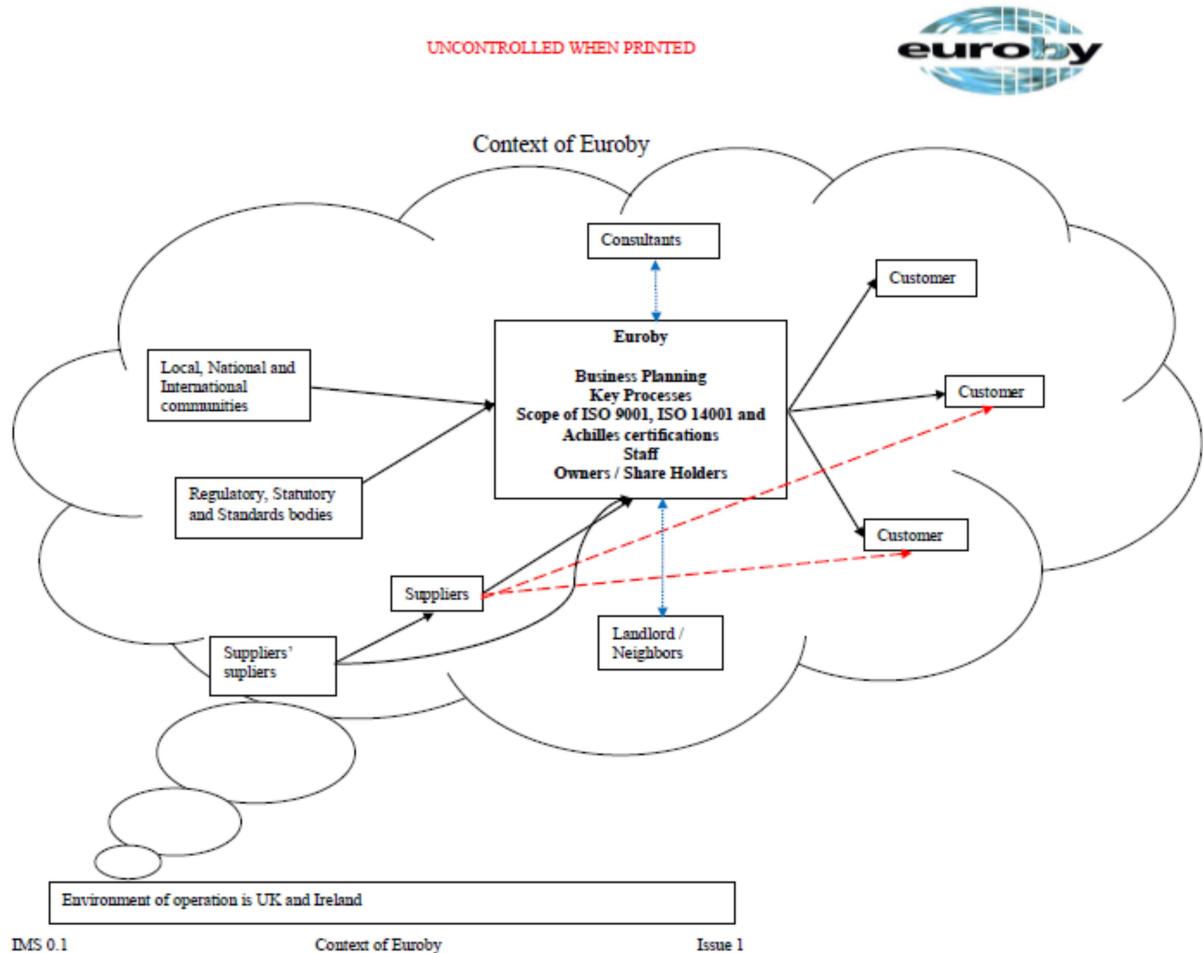 UNCONTROLLED WHEN PRINTED
euroby
Context of Euroby
Consultants
Customer
Euroby
Business Planning
Key Processes
Scope of ISO 9001, ISO 14001 and
Achilles certifications
Staff
Owners / Share Holders
Local, National and
International
communities
Customer
Regulatory, Statutory
and Standards bodies
Customer
Suppliers
Landlord /
Neighbors
Suppliers’
supliers
Environment of operation is UK and Ireland
IMS 0.1 Context of Euroby Issue 1